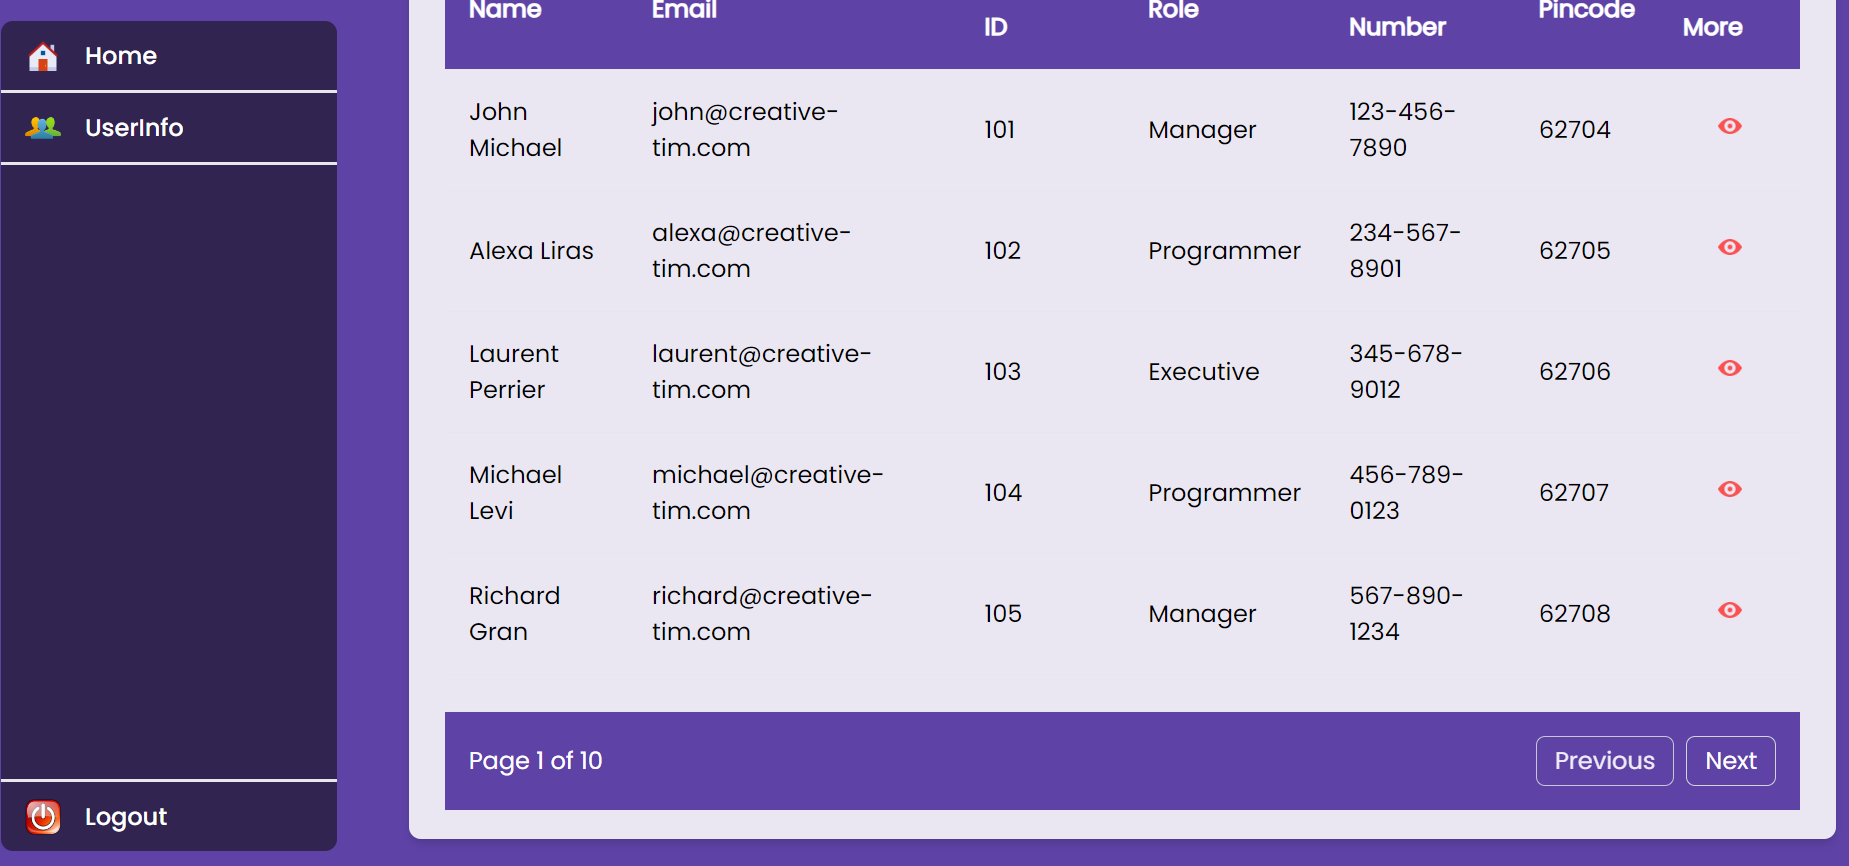 Home
UserInfo
Logout
Name Email ID Role Number Pincode More
John
Michael
john@creative-
tim.com
101
Manager
123-456-
7890
62704
Alexa Liras
alexa@creative-
tim.com
102
Programmer
234-567-
8901
62705
Laurent
Perrier
laurent@creative-
tim.com
103
Executive
345-678-
9012
62706
Michael
Levi
michael@creative-
tim.com
104
Programmer
456-789-
0123
62707
Richard
Gran
richard@creative-
tim.com
105
Manager
567-890-
1234
62708
Page 1 of 10
Previous
Next